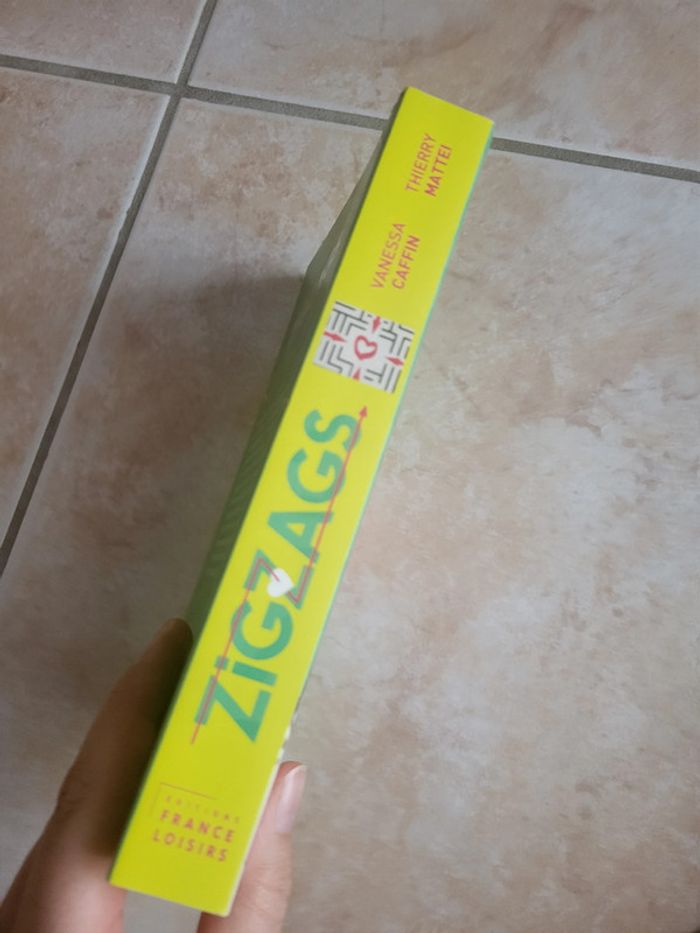 ÉDITIONS
FRANCE
LOISIRS
ZiGZAGS
VANESSA
CAFFIN
THIERRY
MATTEI